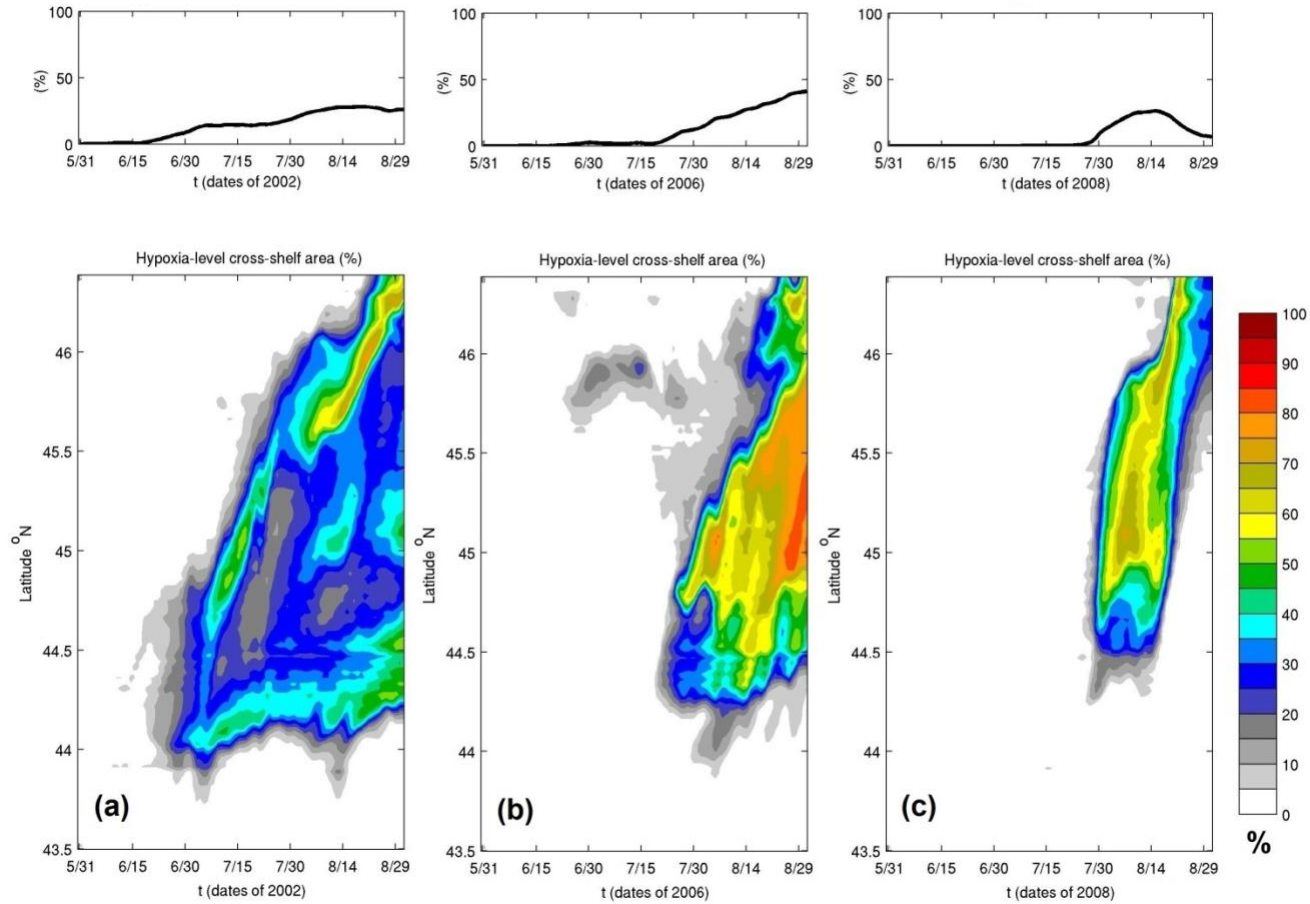 100
50
0
(%)
5/31 6/15 6/30 7/15 7/30 8/14 8/29
t (dates of 2002)
100
50
0
(%)
5/31 6/15 6/30 7/15 7/30 8/14 8/29
t (dates of 2006)
100
50
0
(%)
5/31 6/15 6/30 7/15 7/30 8/14 8/29
t (dates of 2008)
Hypoxia-level cross-shelf area (%)
46
45.5
45
44.5
44
43.5
Latitude °N
(a)
5/31 6/15 6/30 7/15 7/30 8/14 8/29
t (dates of 2002)
Hypoxia-level cross-shelf area (%)
46
45.5
45
44.5
44
43.5
Latitude °N
(b)
5/31 6/15 6/30 7/15 7/30 8/14 8/29
t (dates of 2006)
Hypoxia-level cross-shelf area (%)
46
45.5
45
44.5
44
43.5
Latitude °N
(c)
5/31 6/15 6/30 7/15 7/30 8/14 8/29
t (dates of 2008)
100
90
80
70
60
50
40
30
20
10
0
%